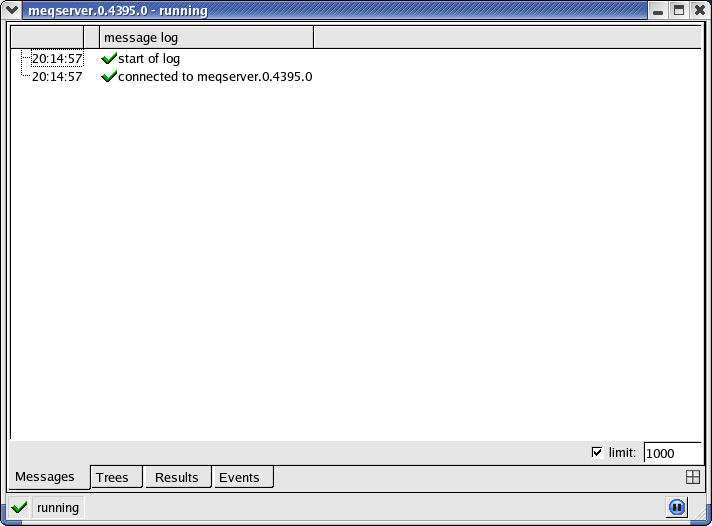 meqserver.0.4395.0 - running
message log
20:14:57 start of log
20:14:57 connected to meqserver.0.4395.0
limit: 1000
Messages Trees Results Events
running